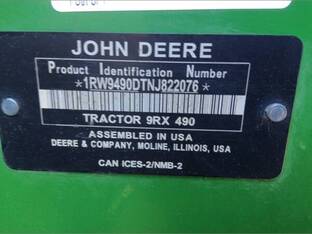 JOHN DEERE
Product Identification Number
*1RW9490DTNJ822076*
TRACTOR 9RX 490
ASSEMBLED IN USA
DEERE & COMPANY, MOLINE, ILLINOIS, USA
CAN ICES-2/NMB-2